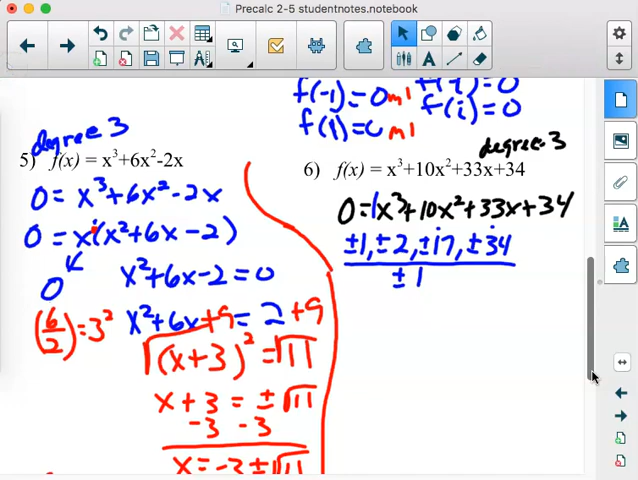 Precalc 2-5 studentnotes.notebook
f(-1) = 0 m1
f(1) = 0 m1
f(i) = 0
degree 3
5) f(x) = x³+6x²-2x
0 = x³+6x²-2x
0 = x(x²+6x-2)
0
x²+6x-2=0
(6/2)=3²
x²+6x+9 = 2+9
√(x+3)² = √11
x+3 = ±√11
-3 -3
x = -3±√11
degree 3
6) f(x) = x³+10x²+33x+34
0=1x³+10x²+33x+34
±1, ±2, ±17, ±34
±1